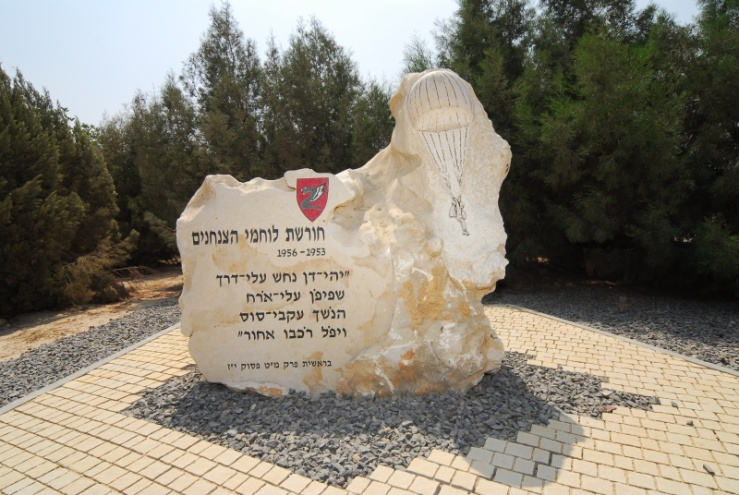 חורשת לוחמי הצנחנים
1956-1953
"יהי-דן נחש עלי-דרך
שפיפן עלי-ארח
הנשך עקבי-סוס
ויפל רכבו אחור"
בראשית פרק מ״ט פסוק י״ז